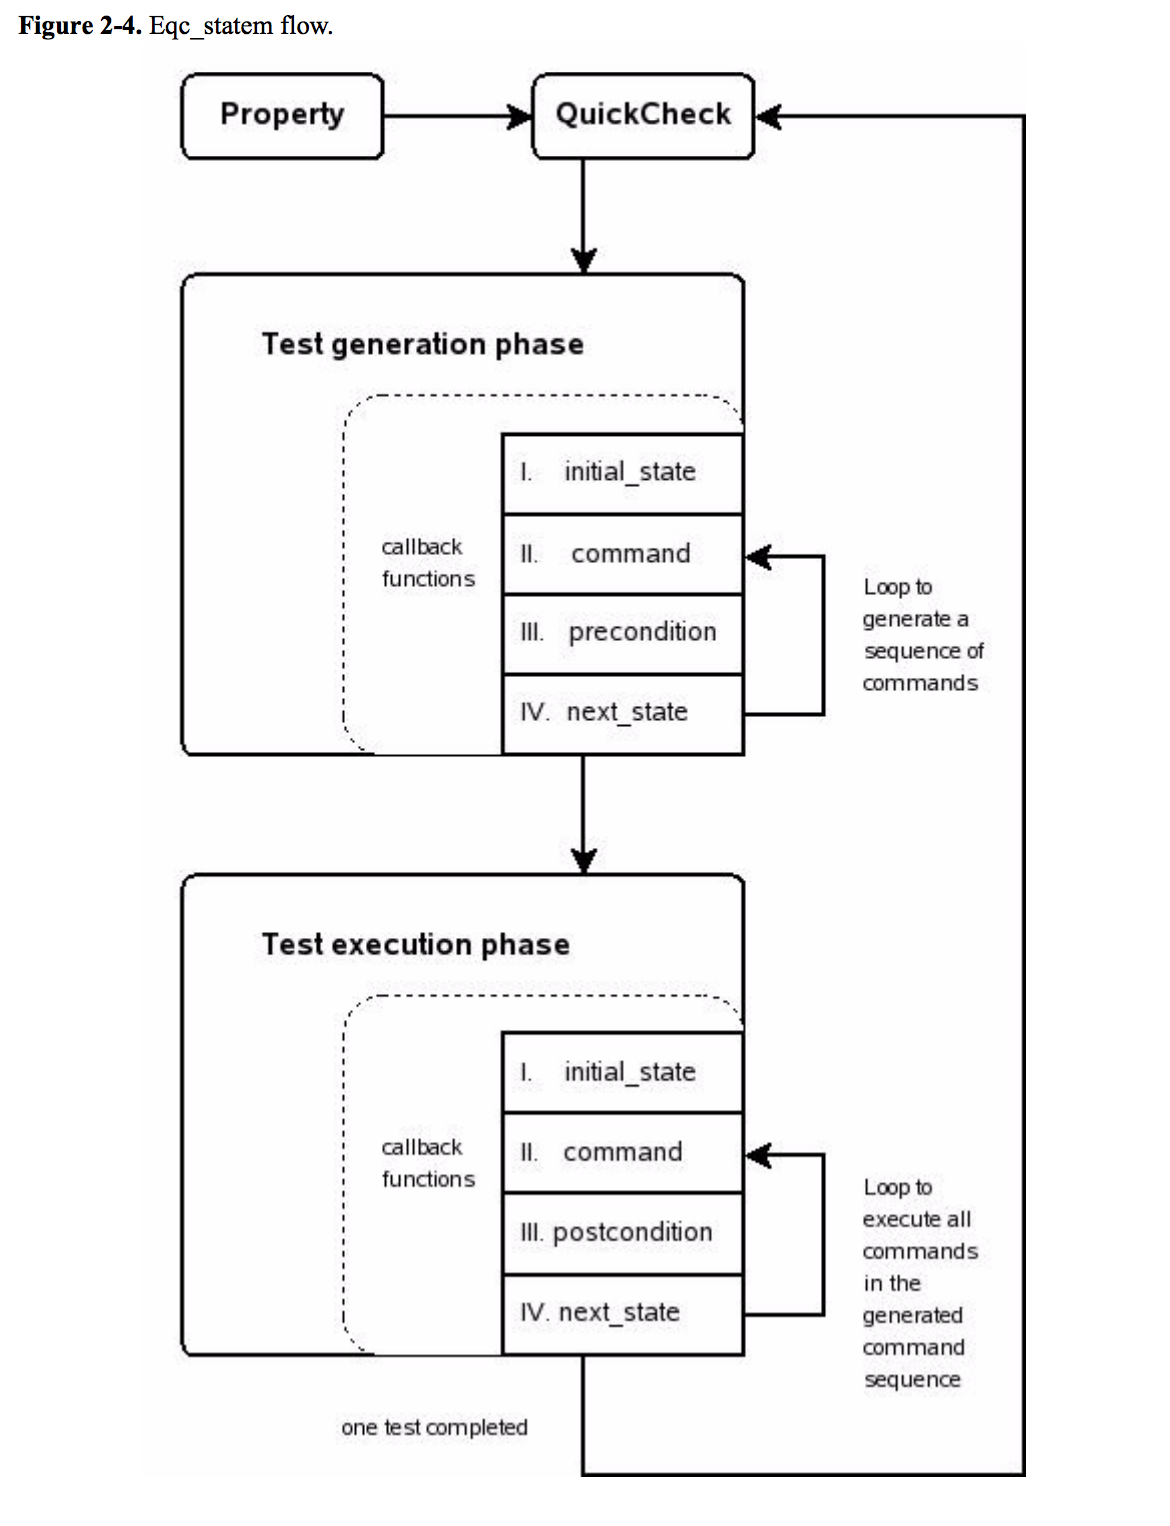 Figure 2-4. Eqc_statem flow.
Property
QuickCheck
Test generation phase
I. initial_state
callback
functions
II. command
III. precondition
IV. next_state
Loop to
generate a
sequence of
commands
Test execution phase
I. initial_state
callback
functions
II. command
III. postcondition
IV. next_state
Loop to
execute all
commands
in the
generated
command
sequence
one test completed